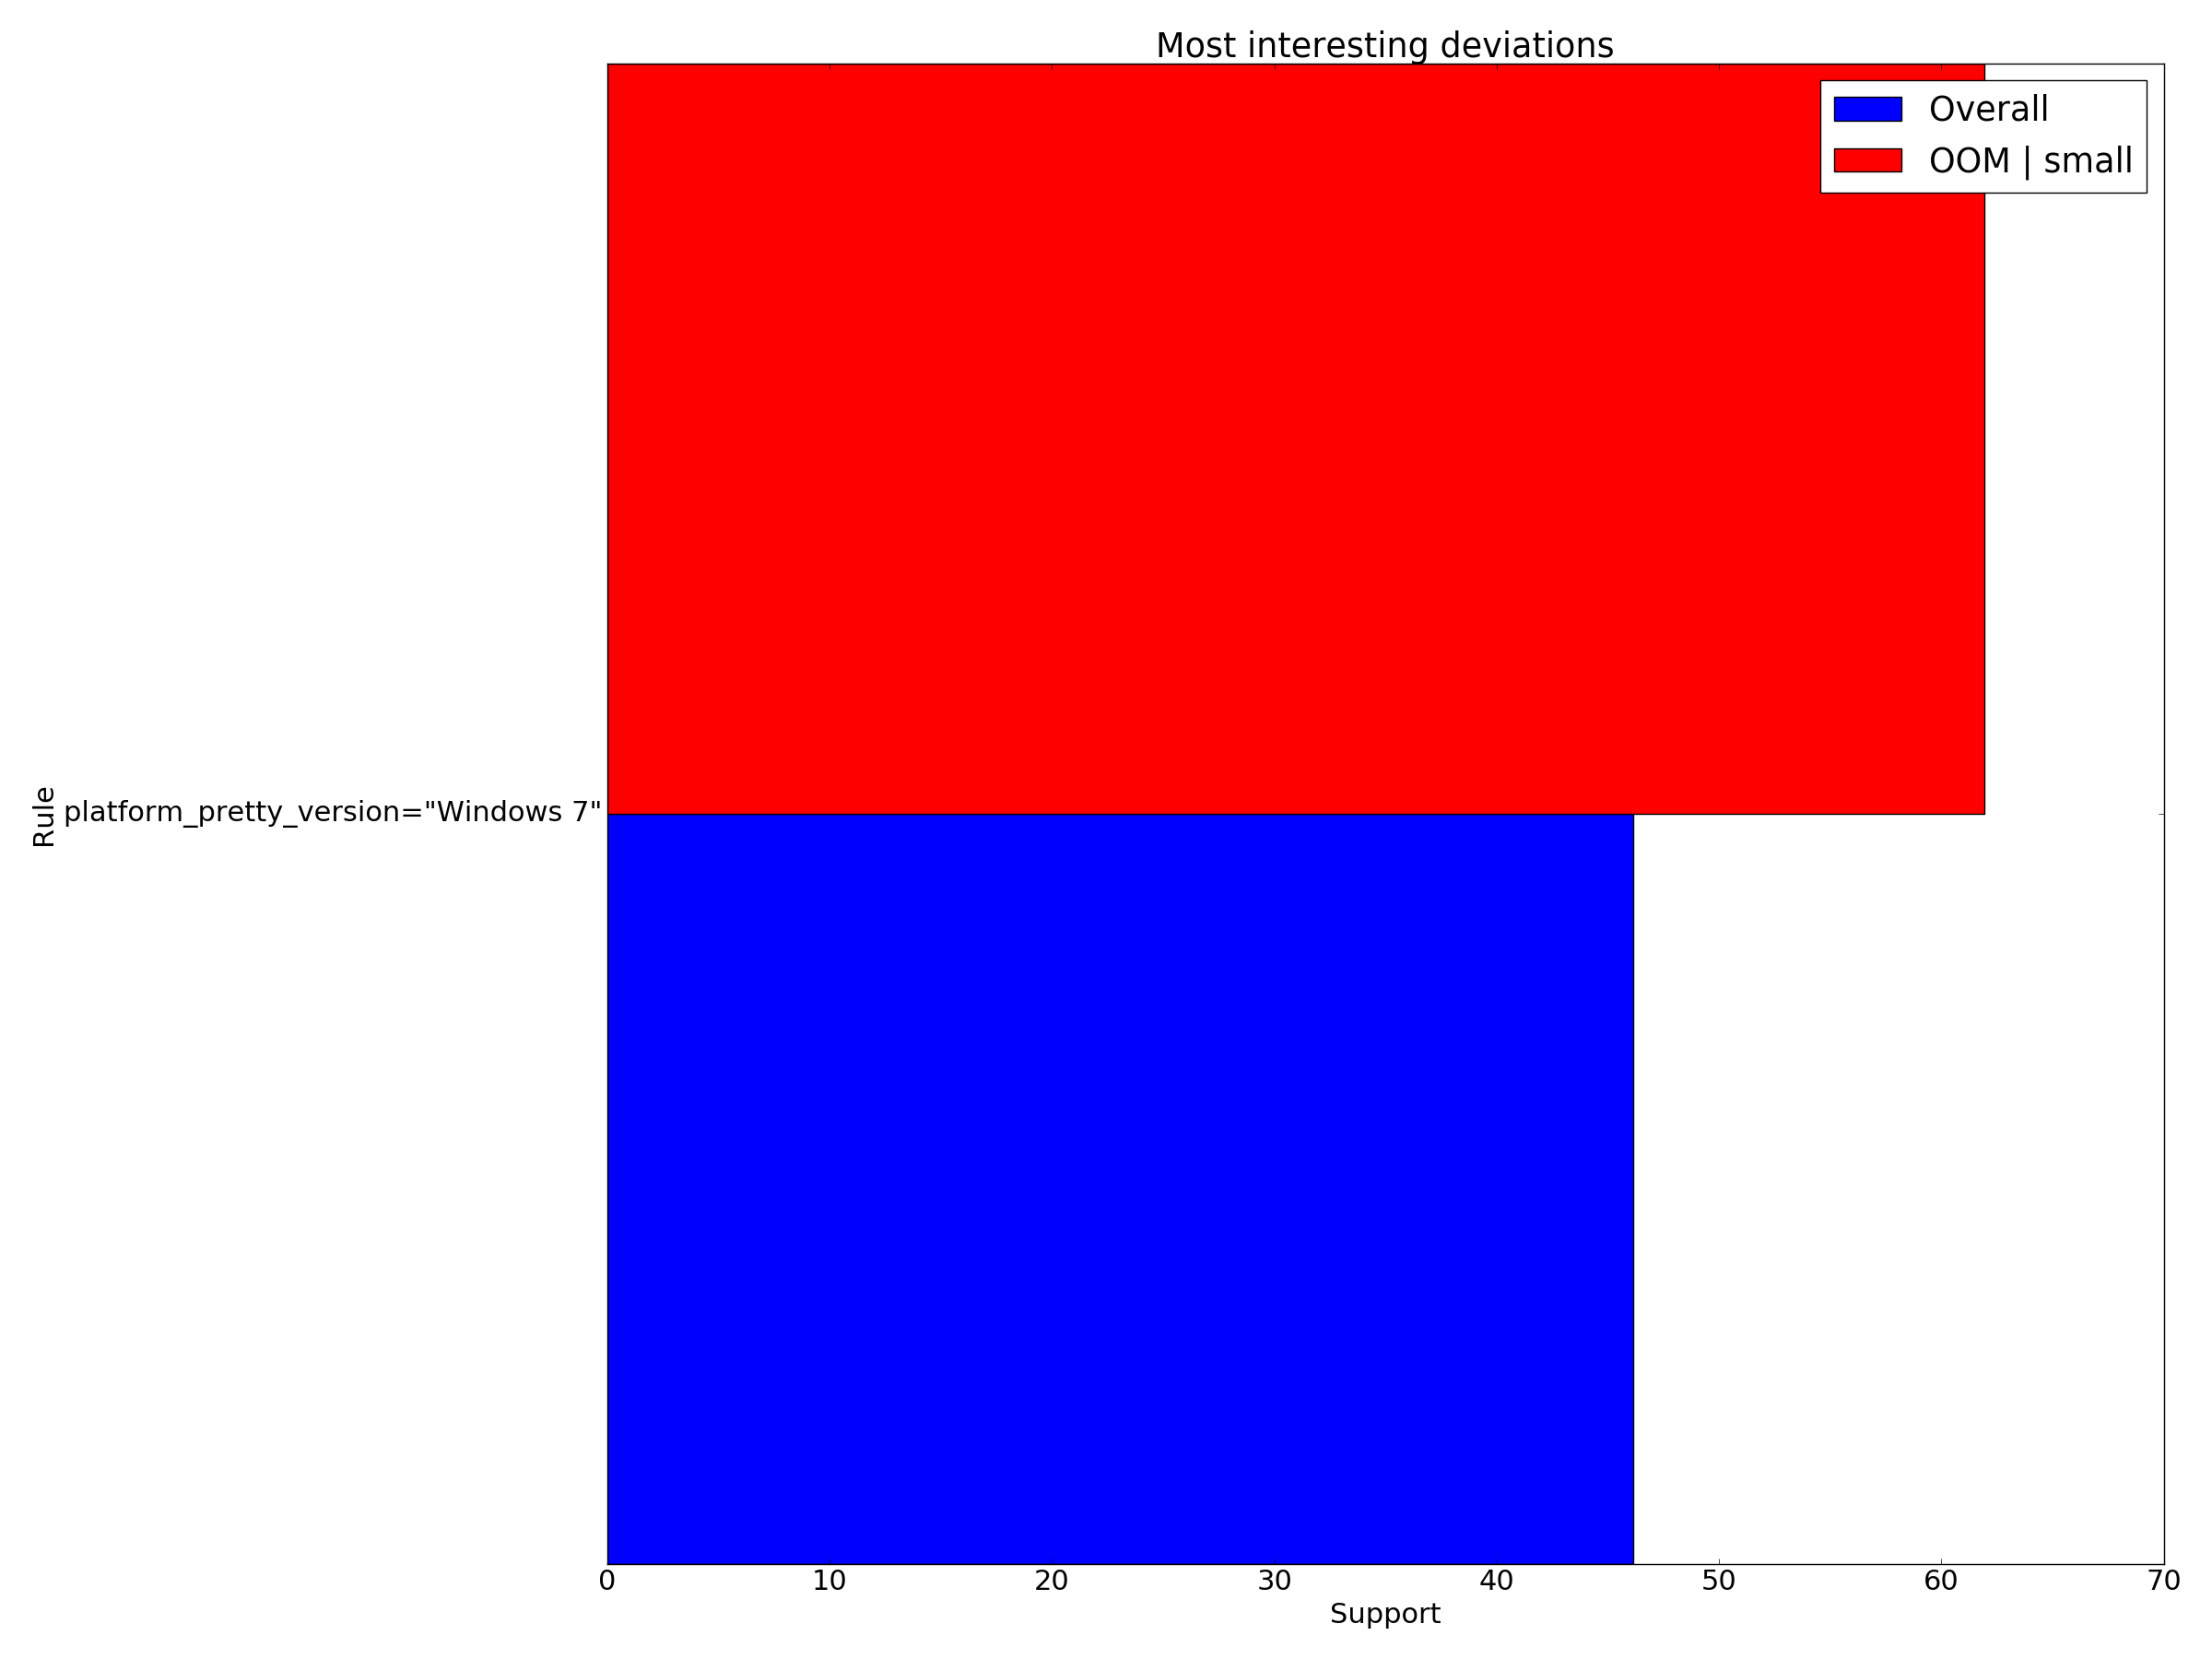 Most interesting deviations
Overall
OOM | small
Rule
platform_pretty_version="Windows 7"
0 10 20 30 40 50 60 70
Support